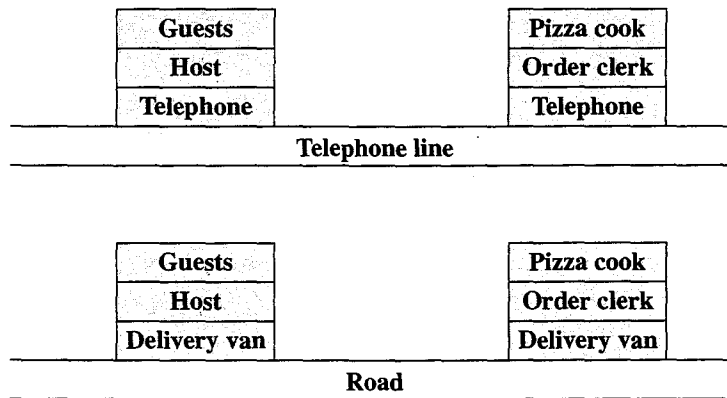 Guests Pizza cook
Host Order clerk
Telephone Telephone
Telephone line
Guests Pizza cook
Host Order clerk
Delivery van Delivery van
Road